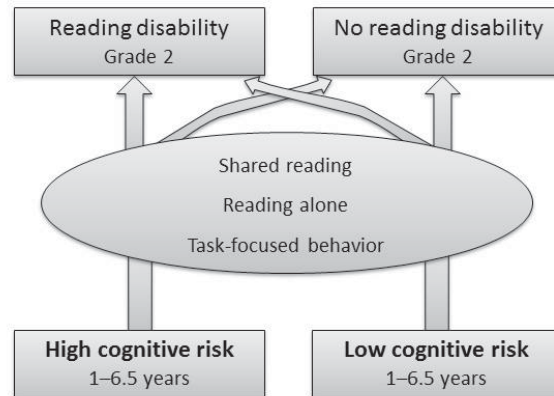 Reading disability
Grade 2
No reading disability
Grade 2
Shared reading
Reading alone
Task-focused behavior
High cognitive risk
1–6.5 years
Low cognitive risk
1–6.5 years